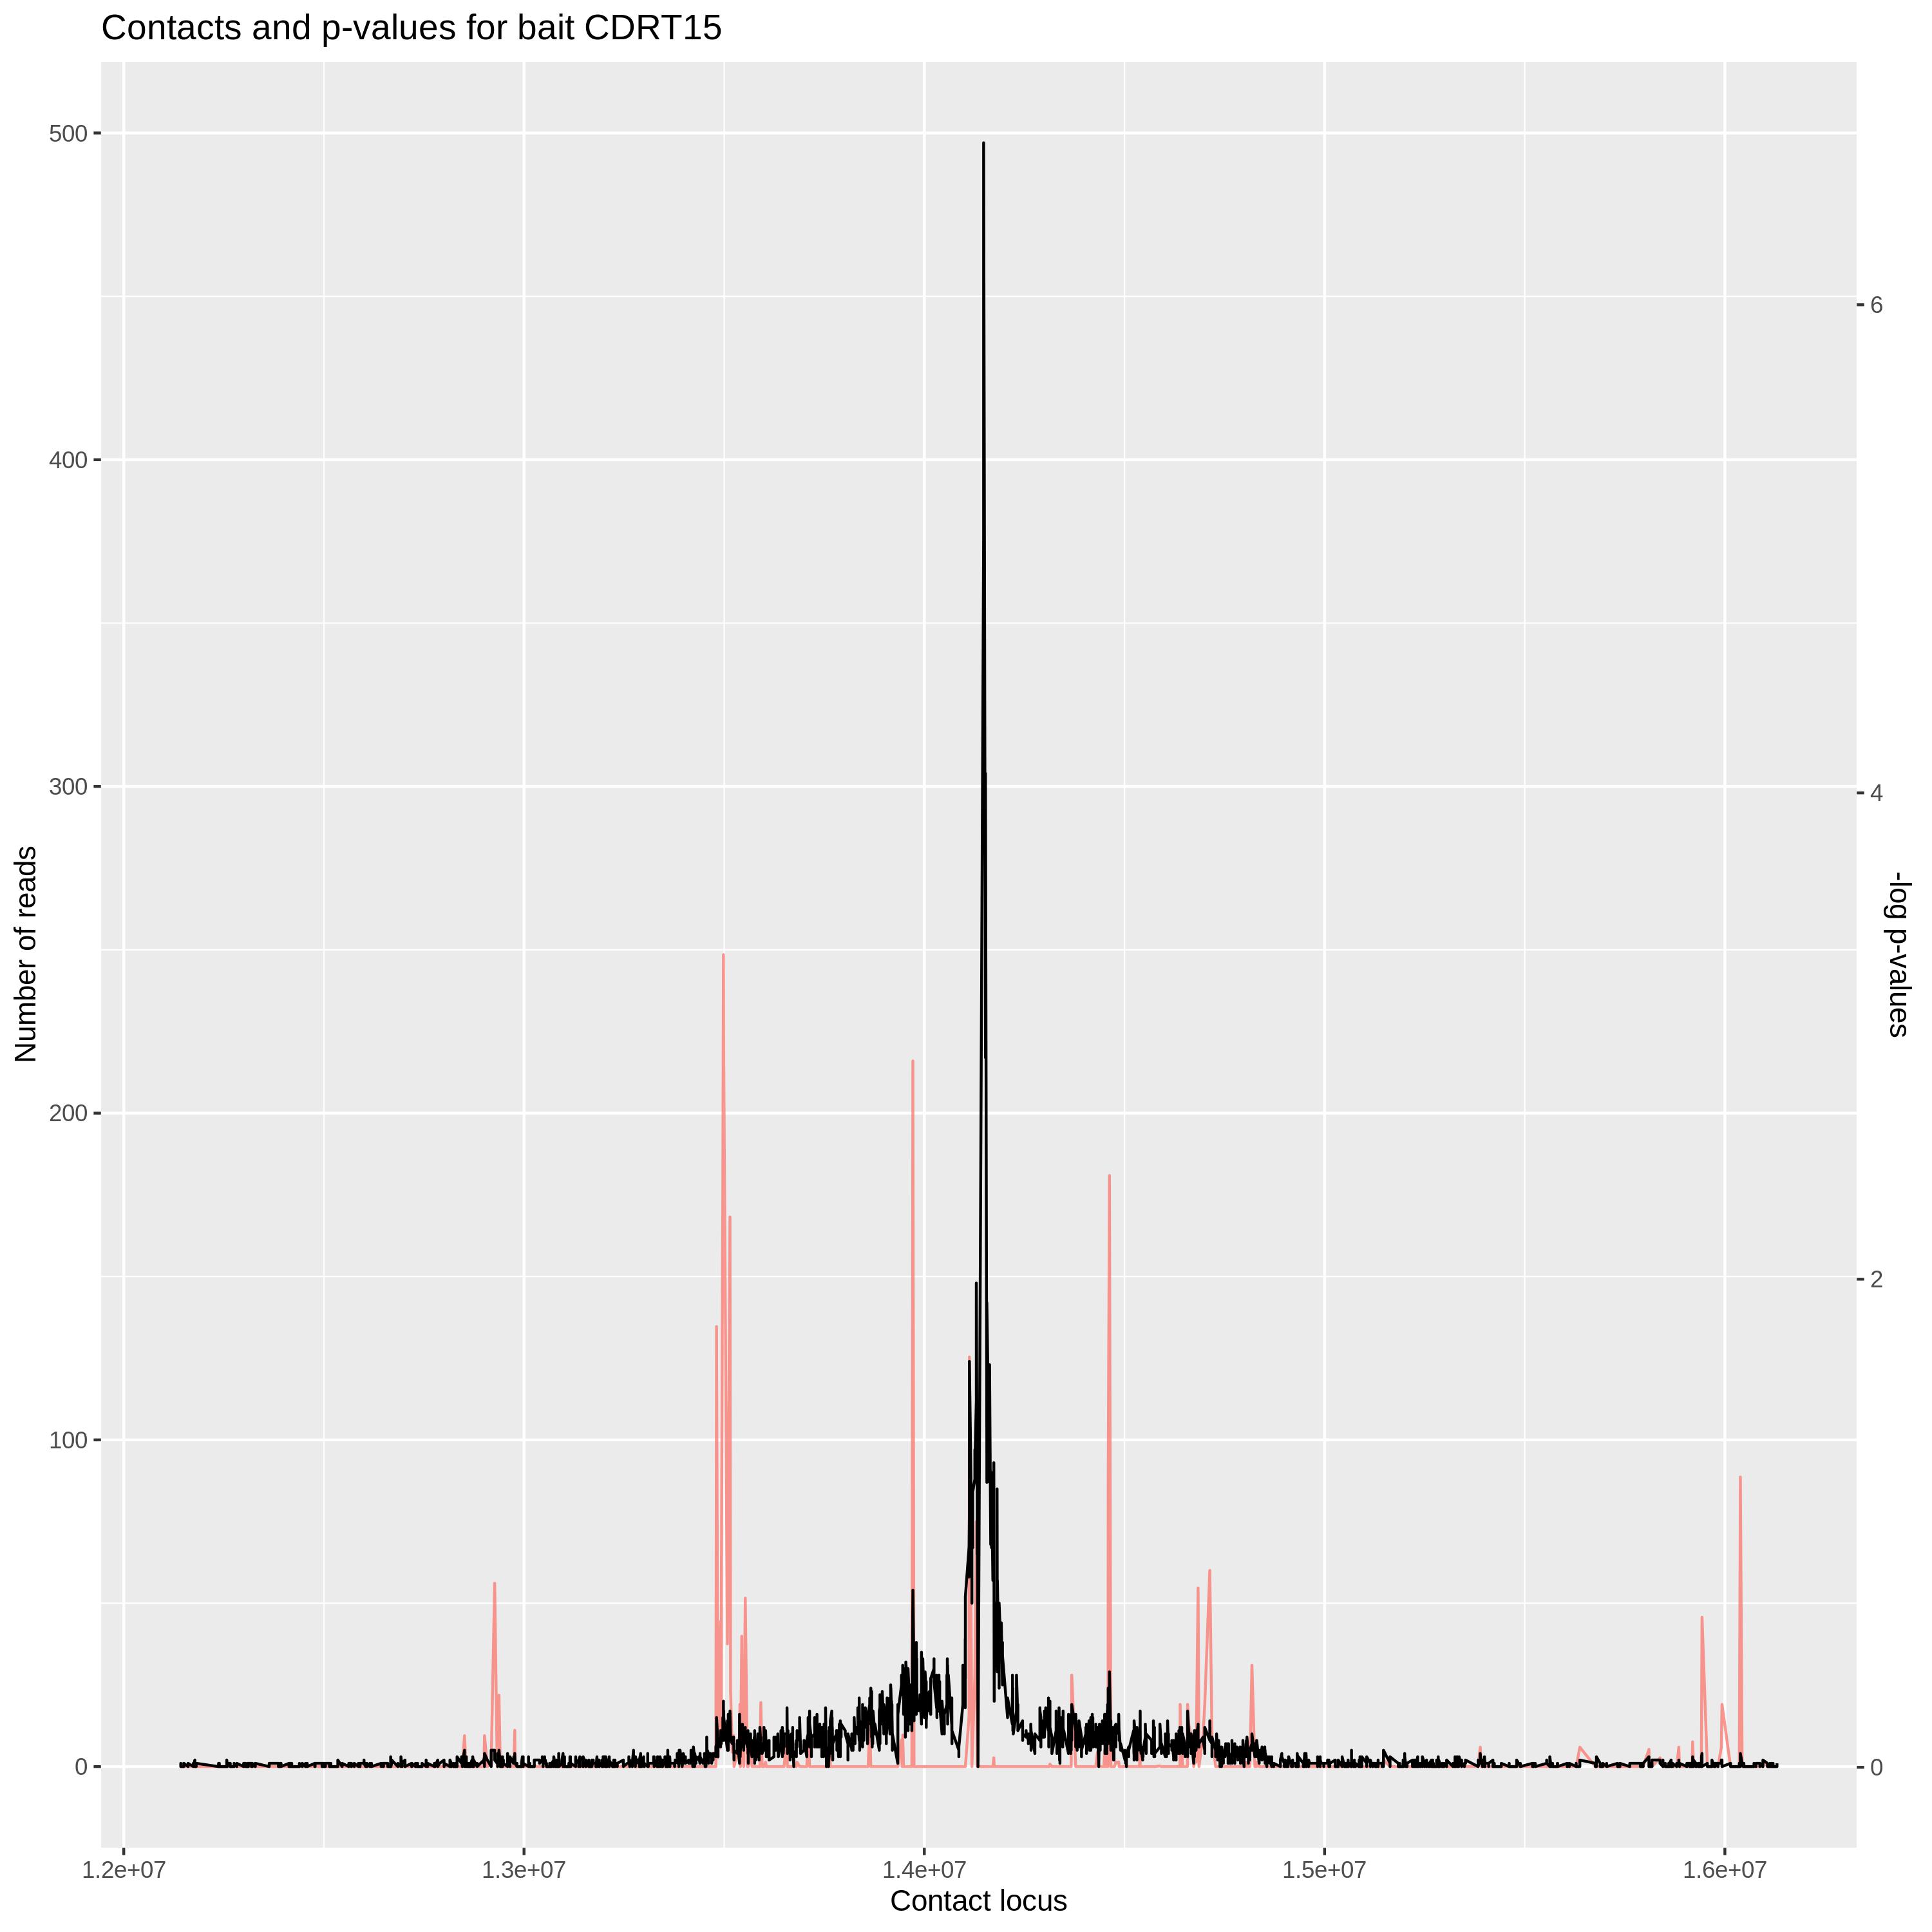 Contacts and p-values for bait CDRT15
500
400
300
200
100
0
Number of reads
6
4
2
0
-log p-values
1.2e+07
1.3e+07
1.4e+07
1.5e+07
1.6e+07
Contact locus